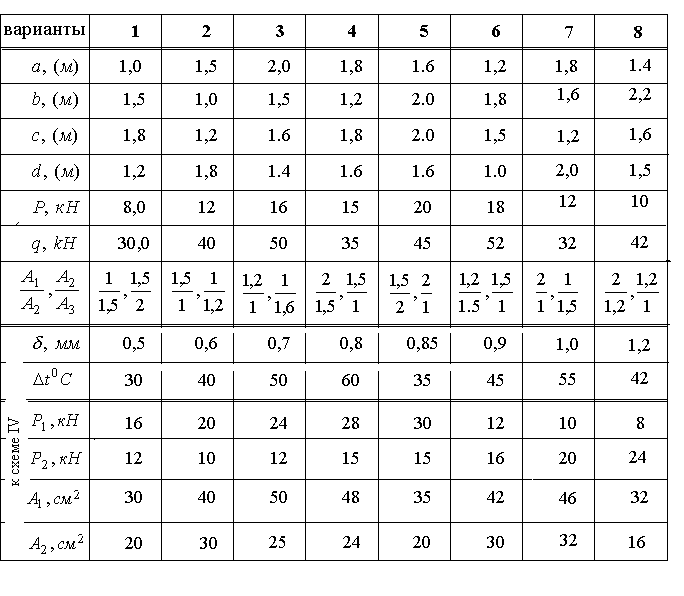 варианты 1 2 3 4 5 6 7 8
a, (м) 1,0 1,5 2,0 1,8 1.6 1,2 1,8 1.4
b, (м) 1,5 1,0 1,5 1,2 2.0 1,8 1,6 2,2
c, (м) 1,8 1,2 1.6 1,8 2.0 1,5 1,2 1,6
d, (м) 1,2 1,8 1.4 1.6 1.6 1.0 2,0 1,5
P, кН 8,0 12 16 15 20 18 12 10
q, kH 30,0 40 50 35 45 52 32 42
A₁/A₂, A₂/A₃ 1/1,5, 1,5/2 1,5/1, 1/1,2 1,2/1, 1/1,6 2/1,5, 1,5/1 1,5/2, 2/1 1,2/1.5, 1,5/1 2/1, 1/1,5 2/1,2, 1,2/1
δ, мм 0,5 0,6 0,7 0,8 0,85 0,9 1,0 1,2
Δt⁰C 30 40 50 60 35 45 55 42
к схеме IV
P₁, кН 16 20 24 28 30 12 10 8
P₂, кН 12 10 12 15 15 16 20 24
A₁, см² 30 40 50 48 35 42 46 32
A₂, см² 20 30 25 24 20 30 32 16